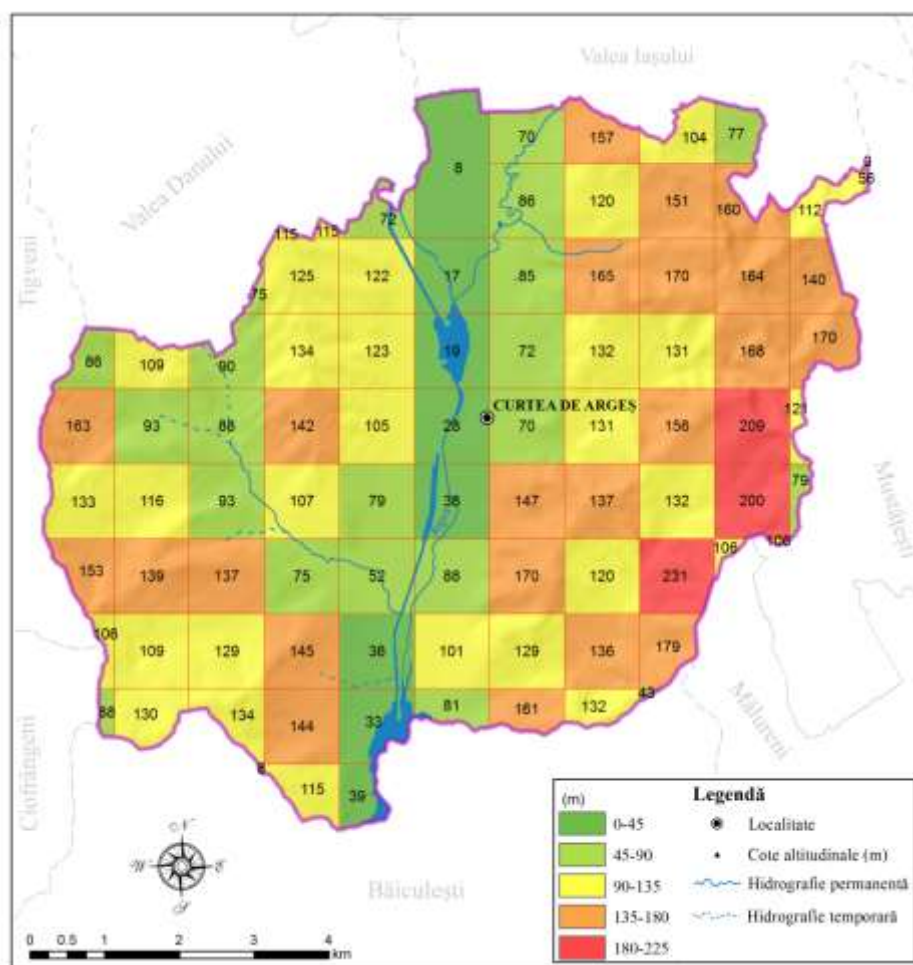 Valea Iașului
70 157 104 77
8
Valea Danului
86 120 151 160 112 56
72
115 115
Tigveni
125 122 17 85 165 170 164 140
75
134 123 19 72 132 131 168 170
86 109 90
CURTEA DE ARGEȘ
163 93 88 142 105 28 70 131 156 209 121
133 116 93 107 79 38 147 137 132 200 79
Mustățești
153 139 137 75 52 88 170 120 231 106 106
108 109 129 145 36 101 129 136 179
Mălureni
43
88 130 134 144 33 81 161 132
Ciofrângeni
115 39
Băiculești
N
W E
S
0 0.5 1 2 3 4
km
Legendă
(m)
0-45
45-90
90-135
135-180
180-225
Localitate
Cote altitudinale (m)
Hidrografie permanentă
Hidrografie temporară